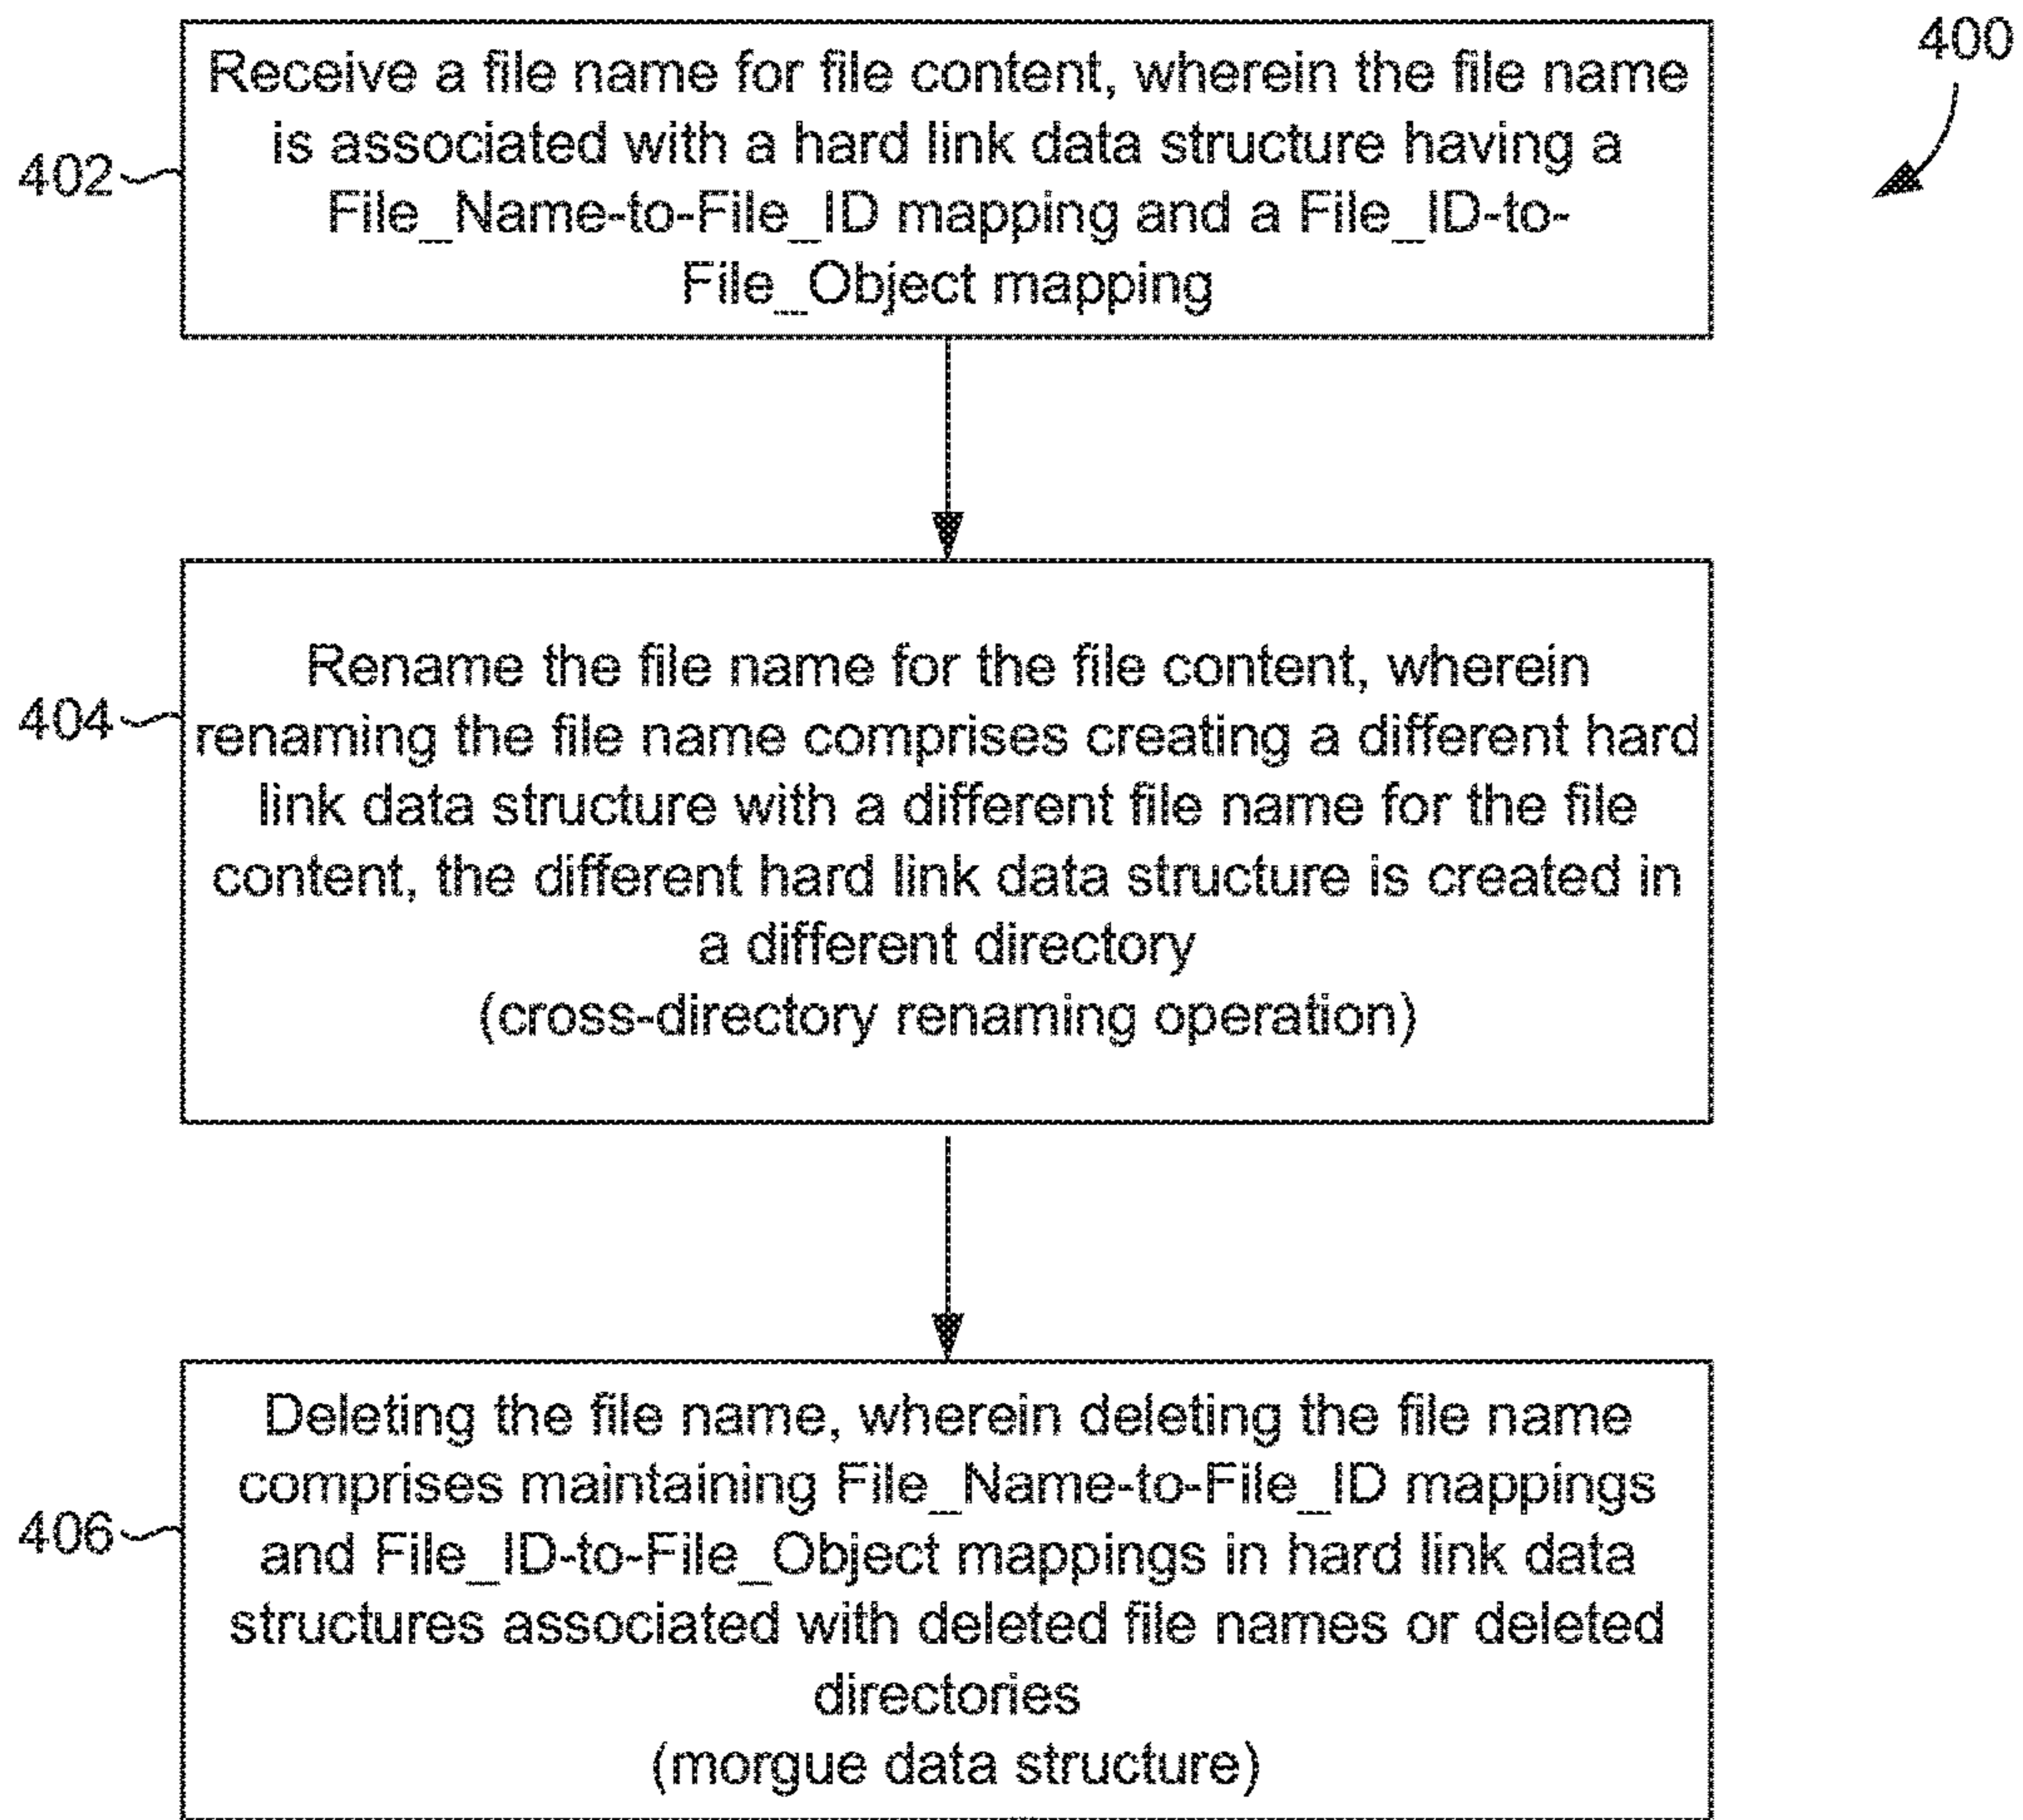 400
Receive a file name for file content, wherein the file name
is associated with a hard link data structure having a
402
File_Name-to-File_ID mapping and a File_ID-to-
File_Object mapping
Rename the file name for the file content, wherein
404
renaming the file name comprises creating a different hard
link data structure with a different file name for the file
content, the different hard link data structure is created in
a different directory
(cross-directory renaming operation)
Deleting the file name, wherein deleting the file name
comprises maintaining File_Name-to-File_ID mappings
406
and File_ID-to-File_Object mappings in hard link data
structures associated with deleted file names or deleted
directories
(morgue data structure)